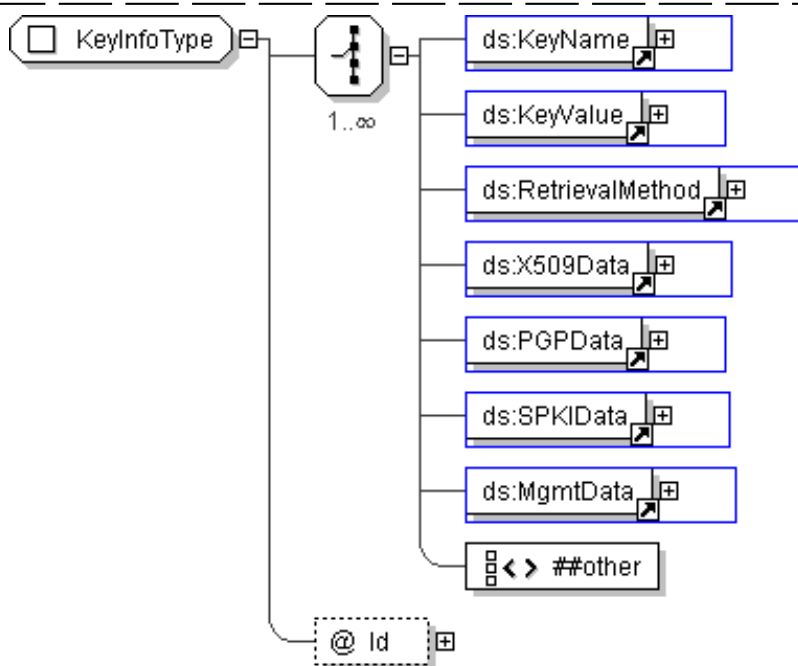 KeyInfoType
1..∞
ds:KeyName
ds:KeyValue
ds:RetrievalMethod
ds:X509Data
ds:PGPData
ds:SPKIData
ds:MgmtData
##other
@ Id